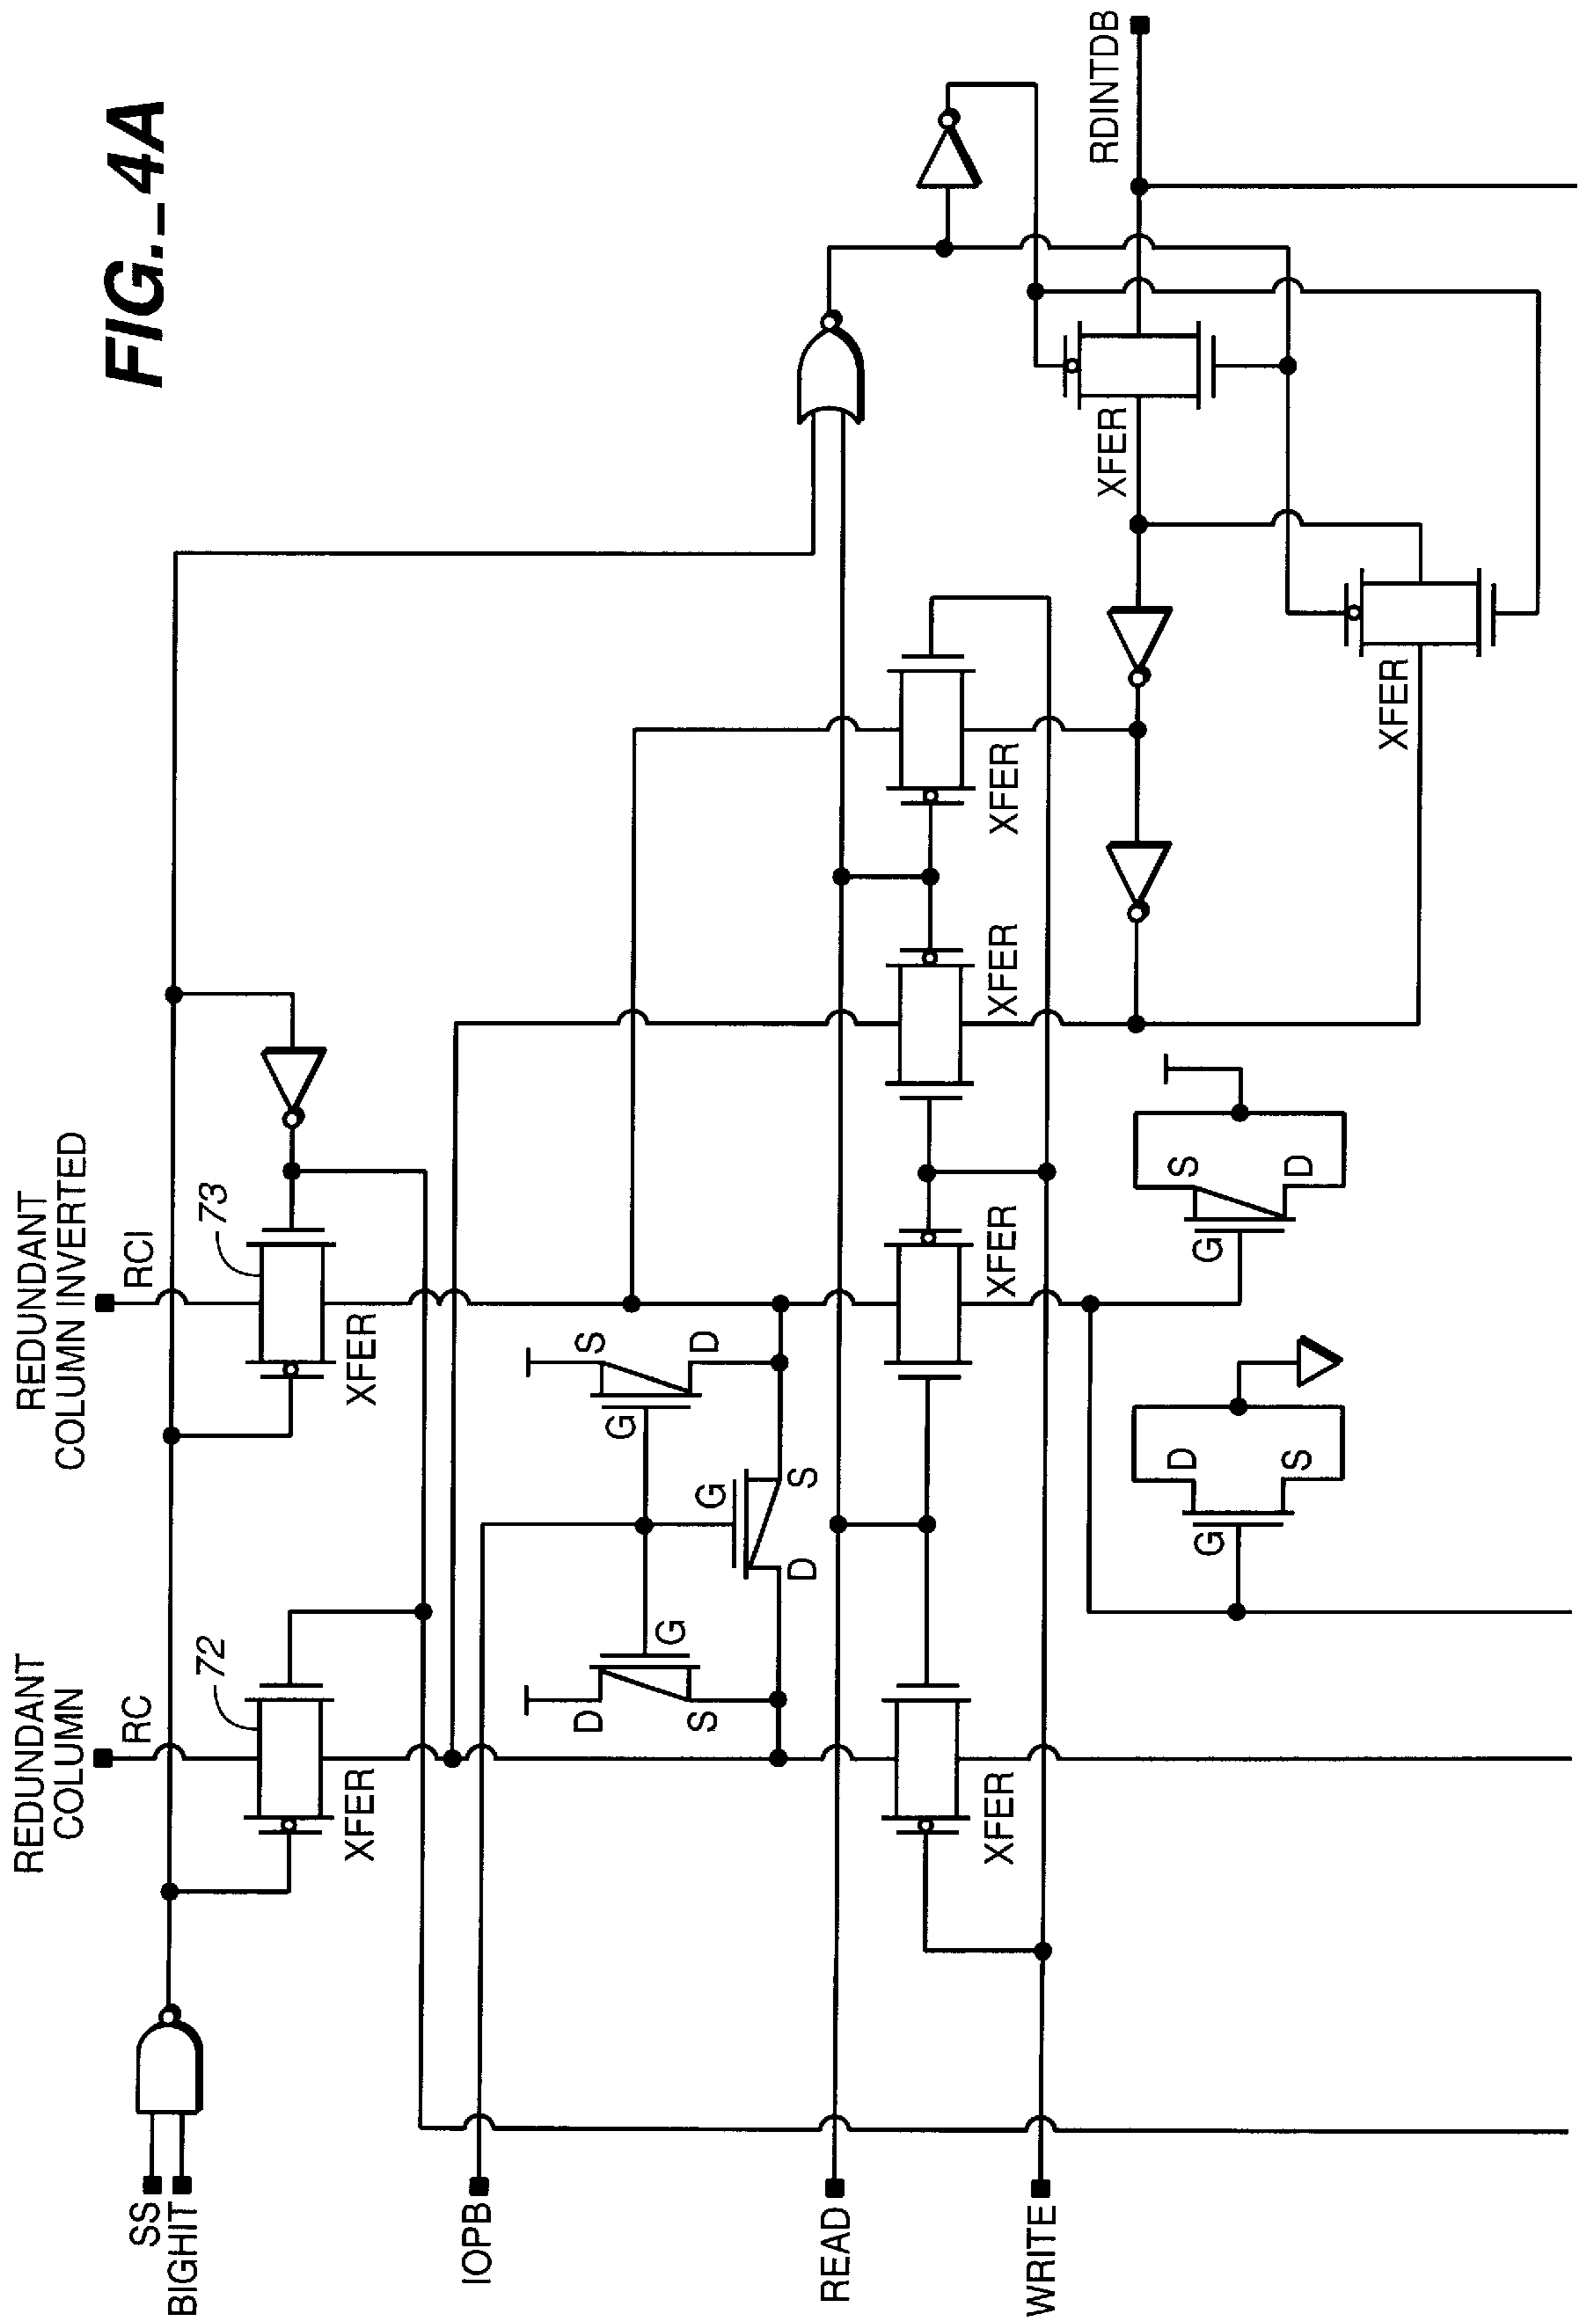 FIG._4A
REDUNDANT
COLUMN
RC
72
XFER
REDUNDANT
COLUMN INVERTED
RCI
73
XFER
SS
BIGHIT
IOPB
D
S
G
G
D
S
G
S
D
READ
WRITE
XFER
XFER
XFER
XFER
G
D
S
G
S
D
XFER
XFER
RDINTDB